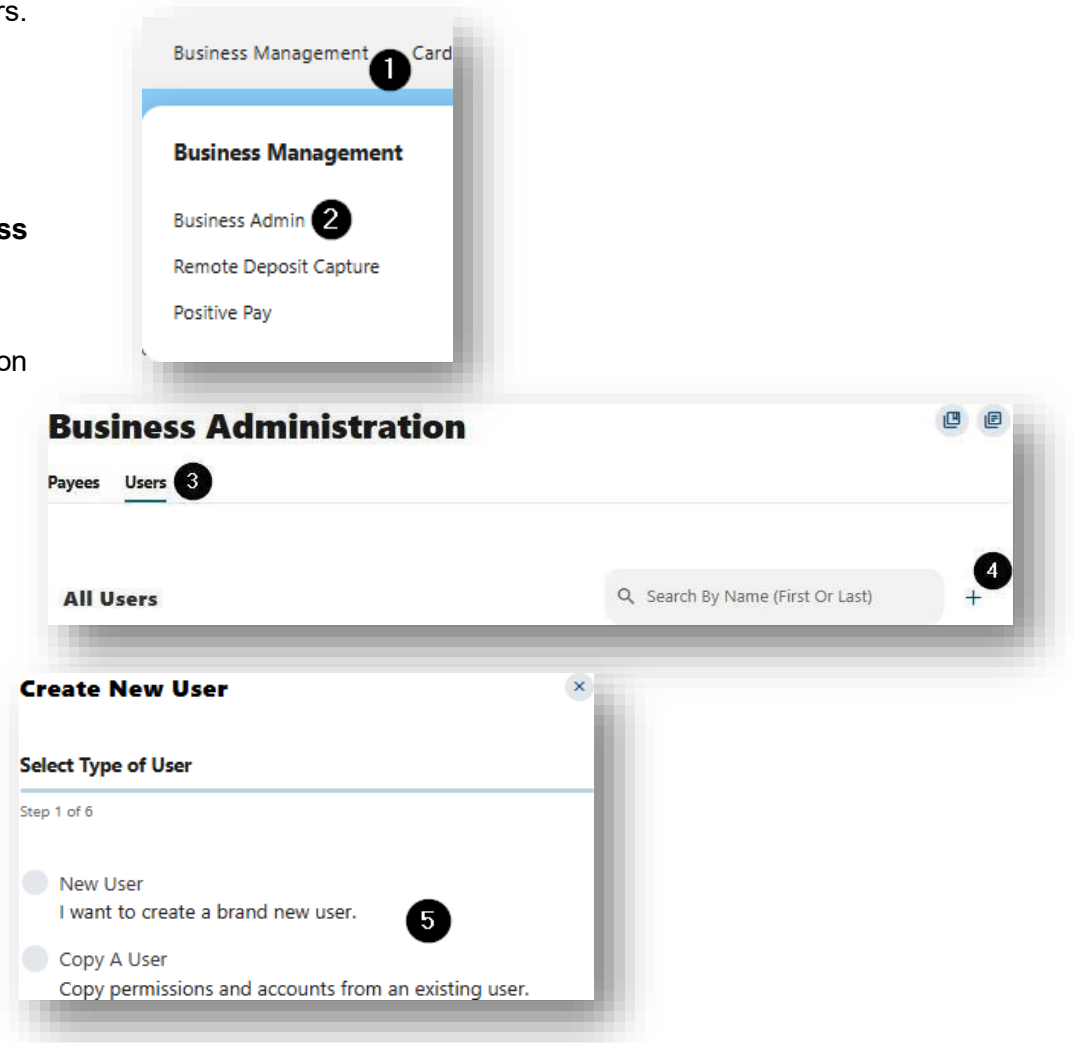 rs.
Business Management 1 Card
Business Management
Business Admin 2
ss
Remote Deposit Capture
Positive Pay
on
Business Administration
Payees Users 3
4
All Users Search By Name (First Or Last) +
Create New User ×
Select Type of User
Step 1 of 6
New User
I want to create a brand new user.
5
Copy A User
Copy permissions and accounts from an existing user.